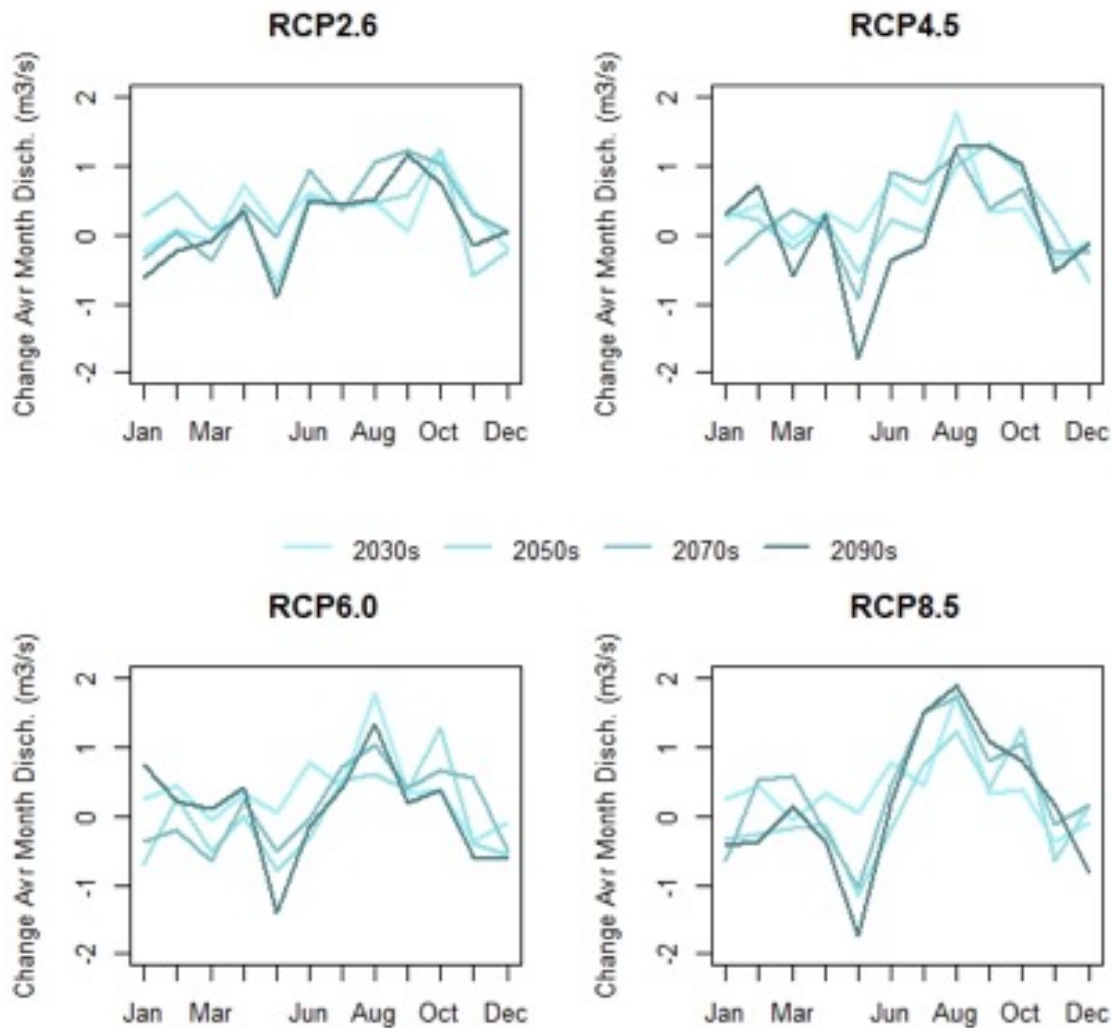 RCP2.6
Change Avr Month Disch. (m3/s)
2
1
0
-1
-2
Jan Mar Jun Aug Oct Dec
RCP4.5
Change Avr Month Disch. (m3/s)
2
1
0
-1
-2
Jan Mar Jun Aug Oct Dec
2030s 2050s 2070s 2090s
RCP6.0
Change Avr Month Disch. (m3/s)
2
1
0
-1
-2
Jan Mar Jun Aug Oct Dec
RCP8.5
Change Avr Month Disch. (m3/s)
2
1
0
-1
-2
Jan Mar Jun Aug Oct Dec